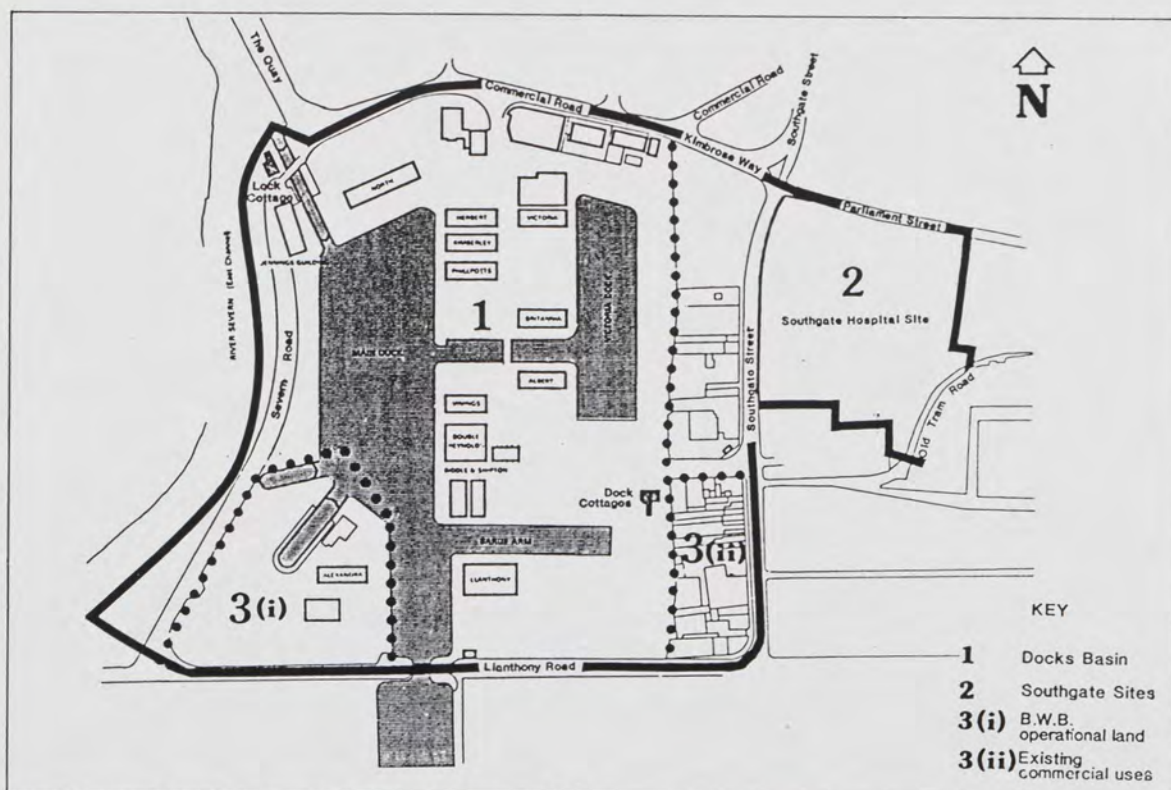 The Quay
Commercial Road
Commercial Road
Southgate Street
N
Kimbrose Way
Parliament Street
Lock
Cottage
NORTH
JENNINGS BUILDING
HERBERT
VICTORIA
KIMBERLEY
PHILLPOTTS
RIVER SEVERN (East Channel)
Severn Road
1
BRITANNIA
VICTORIA DOCK
MAIN DOCK
ALBERT
2
Southgate Hospital Site
Southgate Street
Old Tram Road
VININGS
DOUBLE
REYNOLDS
BIDDLE & SHIPTON
Dock
Cottages
BARGE ARM
3(ii)
ALEXANDRA
LLANTHONY
3(i)
Llanthony Road
KEY
1 Docks Basin
2 Southgate Sites
3(i) B.W.B.
operational land
3(ii) Existing
commercial uses